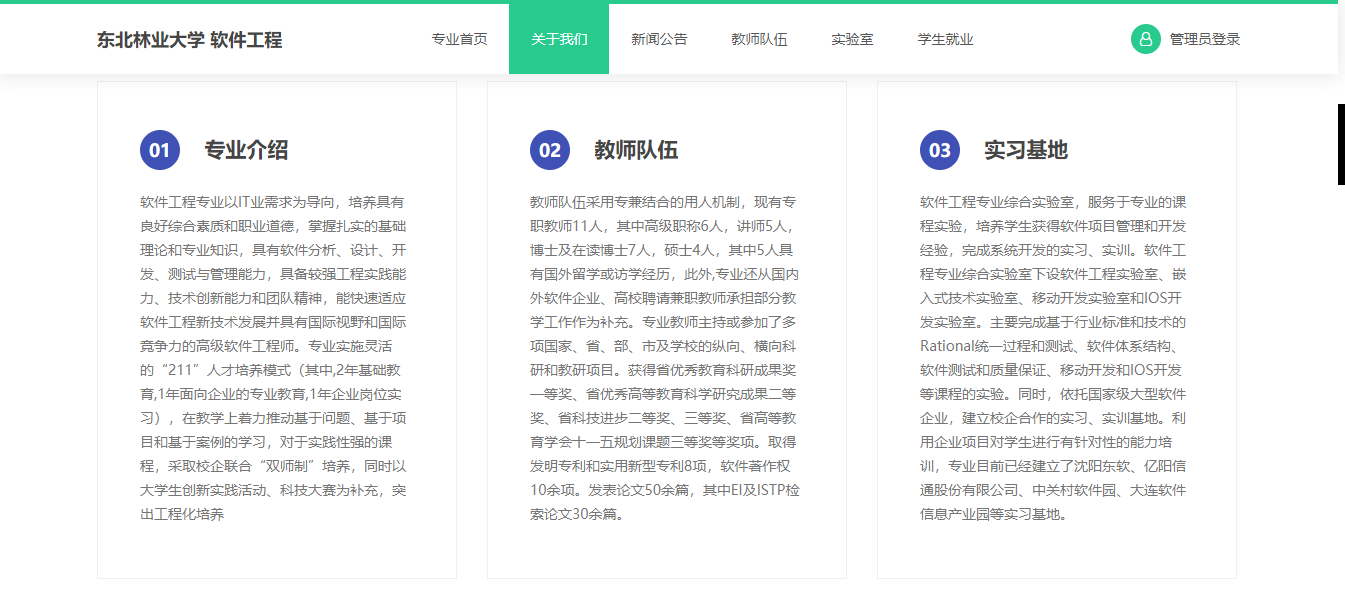 东北林业大学 软件工程
专业首页
关于我们
新闻公告
教师队伍
实验室
学生就业
管理员登录
01 专业介绍
软件工程专业以IT业需求为导向，培养具有
良好综合素质和职业道德，掌握扎实的基础
理论和专业知识，具有软件分析、设计、开
发、测试与管理能力，具备较强工程实践能
力、技术创新能力和团队精神，能快速适应
软件工程新技术发展并具有国际视野和国际
竞争力的高级软件工程师。专业实施灵活
的“211”人才培养模式（其中,2年基础教
育,1年面向企业的专业教育,1年企业岗位实
习），在教学上着力推动基于问题、基于项
目和基于案例的学习，对于实践性强的课
程，采取校企联合“双师制”培养，同时以
大学生创新实践活动、科技大赛为补充，突
出工程化培养
02 教师队伍
教师队伍采用专兼结合的用人机制，现有专
职教师11人，其中高级职称6人，讲师5人，
博士及在读博士7人，硕士4人，其中5人具
有国外留学或访学经历，此外,专业还从国内
外软件企业、高校聘请兼职教师承担部分教
学工作作为补充。专业教师主持或参加了多
项国家、省、部、市及学校的纵向、横向科
研和教研项目。获得省优秀教育科研成果奖
一等奖、省优秀高等教育科学研究成果二等
奖、省科技进步二等奖、三等奖、省高等教
育学会十一五规划课题三等奖等奖项。取得
发明专利和实用新型专利8项，软件著作权
10余项。发表论文50余篇，其中EI及ISTP检
索论文30余篇。
03 实习基地
软件工程专业综合实验室，服务于专业的课
程实验，培养学生获得软件项目管理和开发
经验，完成系统开发的实习、实训。软件工
程专业综合实验室下设软件工程实验室、嵌
入式技术实验室、移动开发实验室和IOS开
发实验室。主要完成基于行业标准和技术的
Rational统一过程和测试、软件体系结构、
软件测试和质量保证、移动开发和IOS开发
等课程的实验。同时，依托国家级大型软件
企业，建立校企合作的实习、实训基地。利
用企业项目对学生进行有针对性的能力培
训，专业目前已经建立了沈阳东软、亿阳信
通股份有限公司、中关村软件园、大连软件
信息产业园等实习基地。